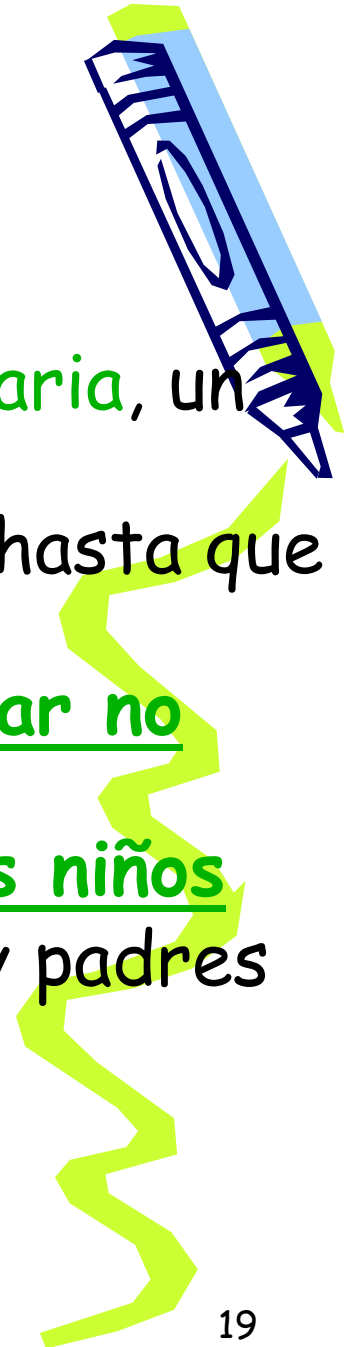 aria, un
hasta que
ar no
s niños
y padres
19